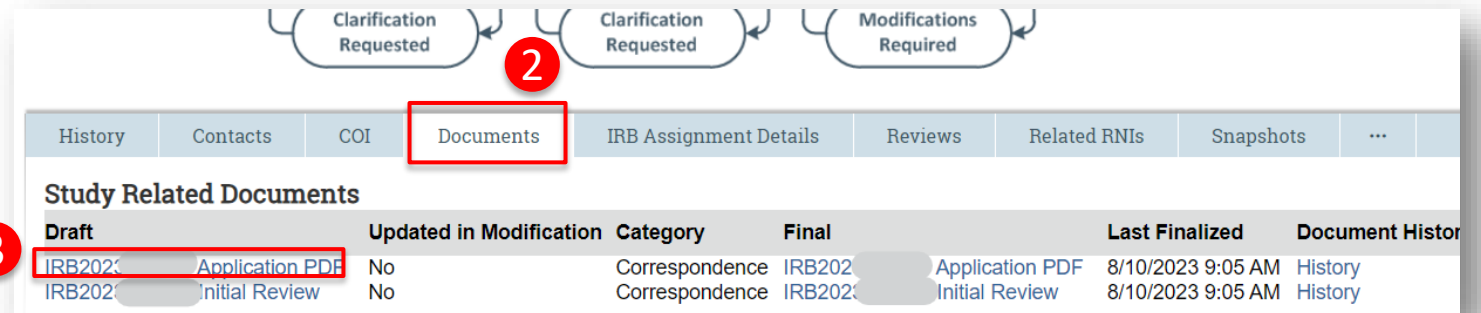 Clarification Requested
Clarification Requested
Modifications Required
2
History Contacts COI Documents IRB Assignment Details Reviews Related RNIs Snapshots ...
Study Related Documents
Draft Updated in Modification Category Final Last Finalized Document Histor
3 IRB2023 Application PDF No Correspondence IRB202 Application PDF 8/10/2023 9:05 AM History
IRB202 Initial Review No Correspondence IRB202 Initial Review 8/10/2023 9:05 AM History